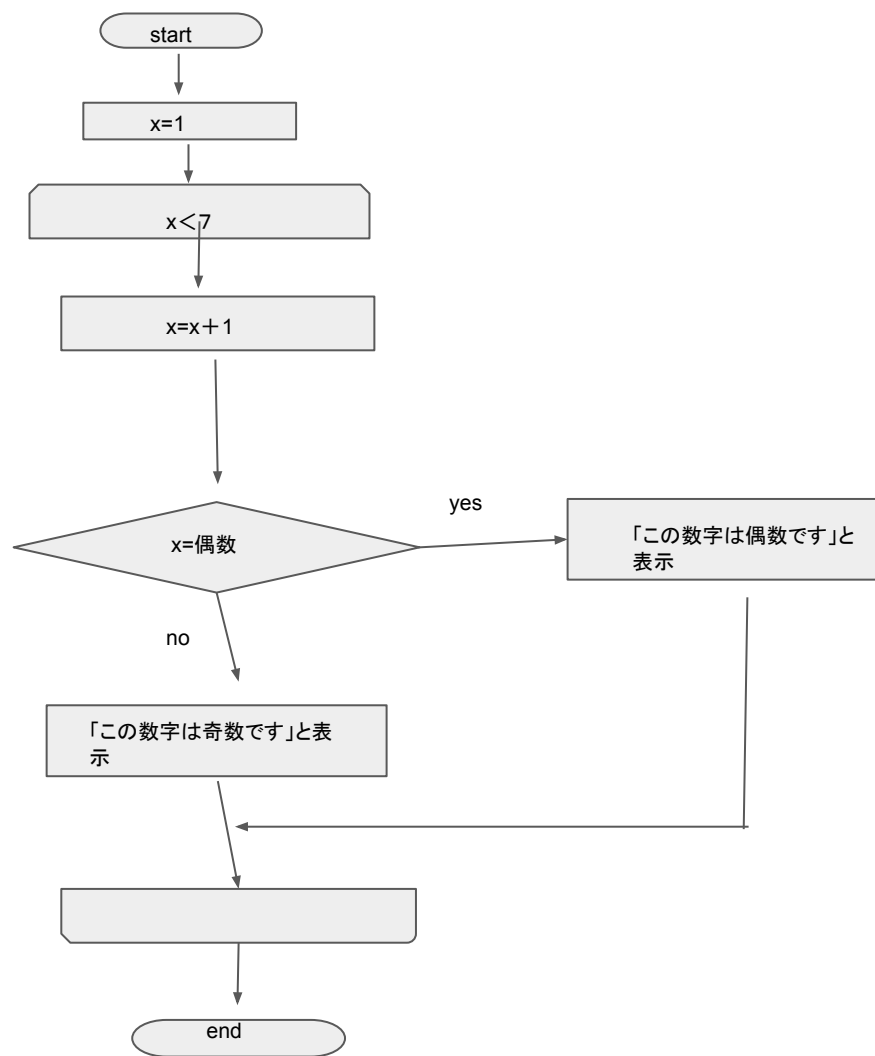 start
x=1
x＜7
x=x＋1
yes
x=偶数
「この数字は偶数です」と
表示
no
「この数字は奇数です」と表
示
end